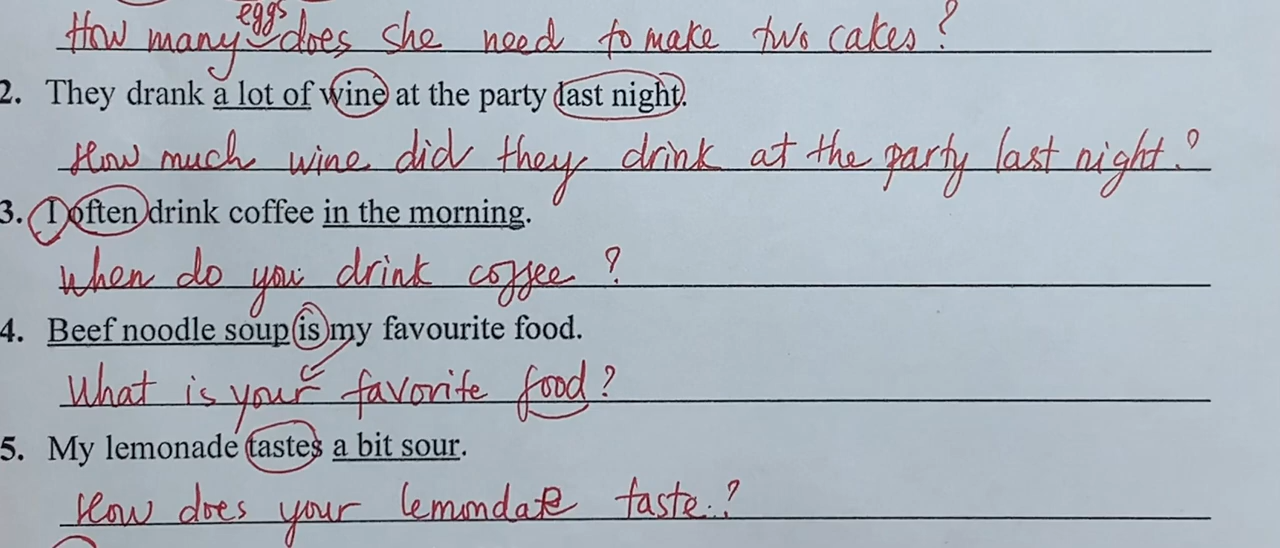 How many eggs does she need to make two cakes?
2. They drank a lot of wine at the party last night.
How much wine did they drink at the party last night?
3. I often drink coffee in the morning.
When do you drink coffee?
4. Beef noodle soup is my favourite food.
What is your favorite food?
5. My lemonade tastes a bit sour.
How does your lemondate taste?